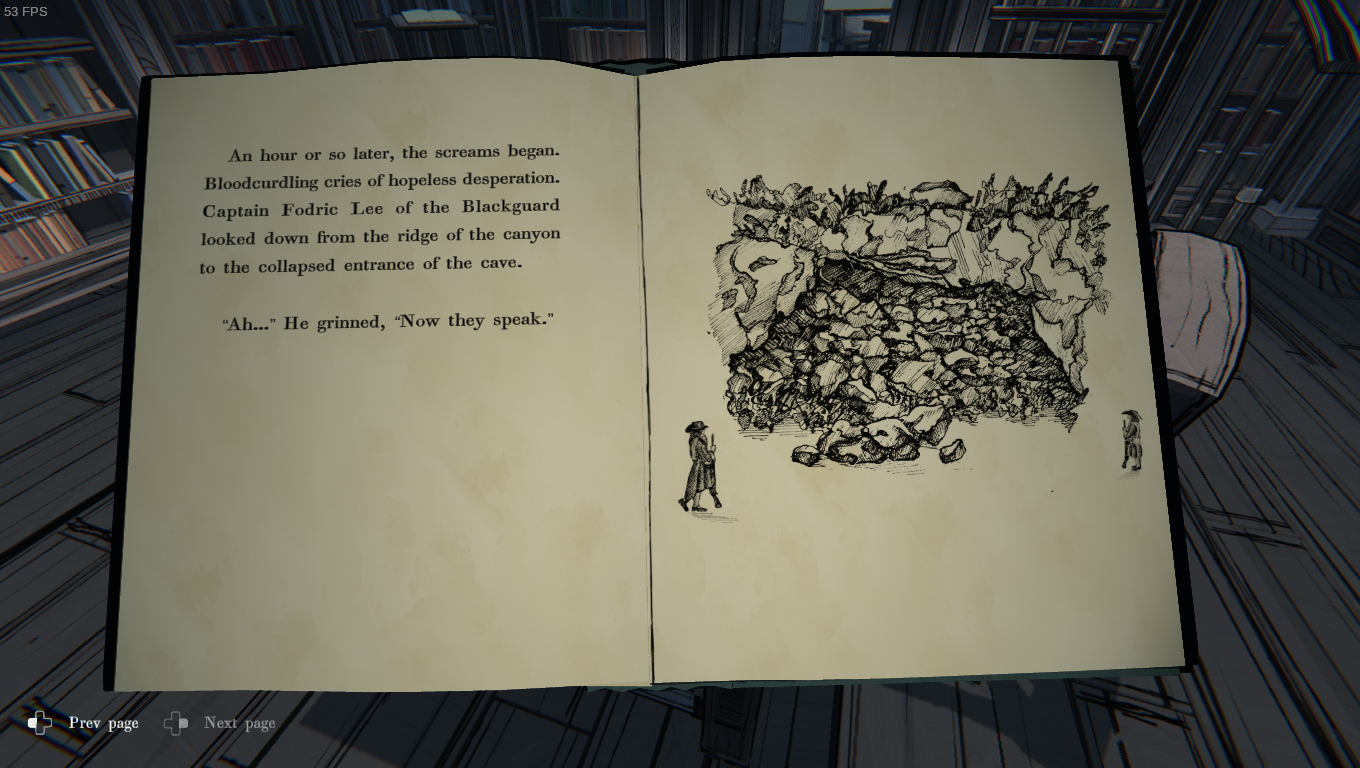 53 FPS
An hour or so later, the screams began.
Bloodcurdling cries of hopeless desperation.
Captain Fodric Lee of the Blackguard
looked down from the ridge of the canyon
to the collapsed entrance of the cave.
“Ah...” He grinned, “Now they speak.”
Prev page
Next page